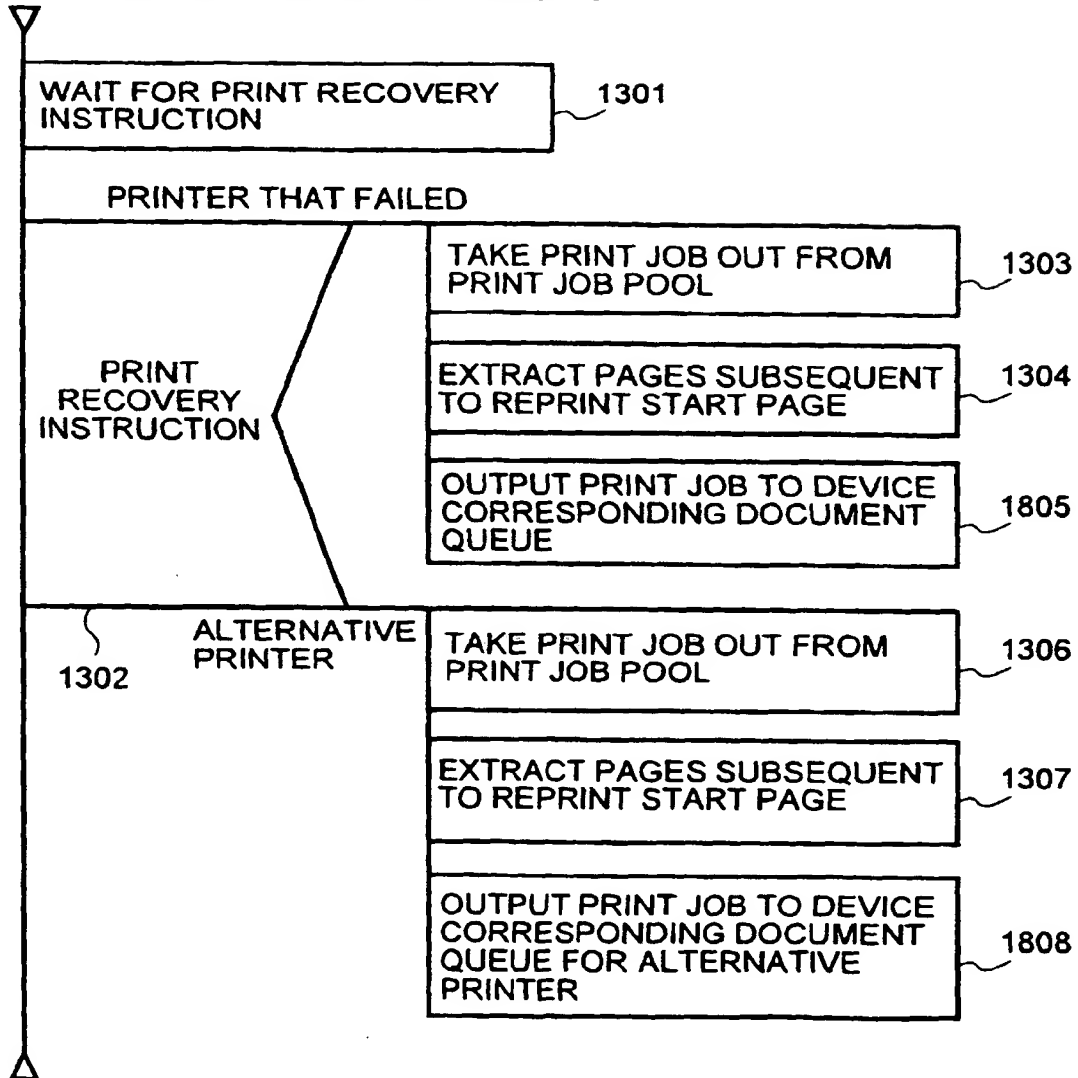 WAIT FOR PRINT RECOVERY
INSTRUCTION
1301
PRINTER THAT FAILED
TAKE PRINT JOB OUT FROM
PRINT JOB POOL
1303
PRINT
RECOVERY
INSTRUCTION
EXTRACT PAGES SUBSEQUENT
TO REPRINT START PAGE
1304
OUTPUT PRINT JOB TO DEVICE
CORRESPONDING DOCUMENT
QUEUE
1805
1302
ALTERNATIVE
PRINTER
TAKE PRINT JOB OUT FROM
PRINT JOB POOL
1306
EXTRACT PAGES SUBSEQUENT
TO REPRINT START PAGE
1307
OUTPUT PRINT JOB TO DEVICE
CORRESPONDING DOCUMENT
QUEUE FOR ALTERNATIVE
PRINTER
1808